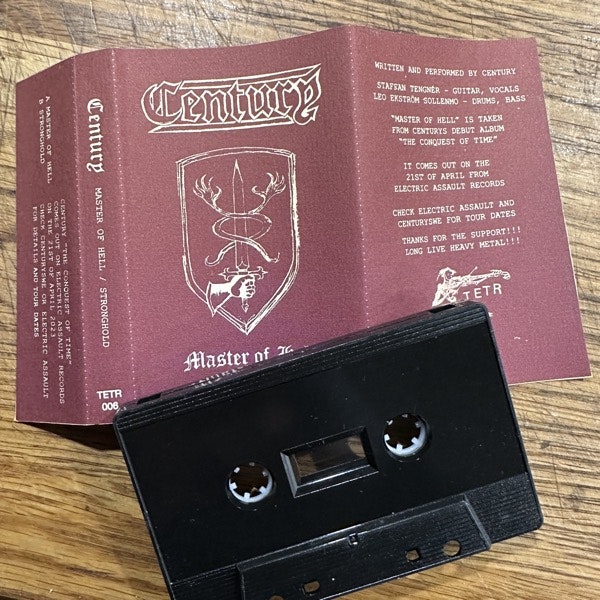 A MASTER OF HELL
B STRONGHOLD
CENTURY "THE CONQUEST OF TIME"
COMES OUT ON ELECTRIC ASSAULT RECORDS
ON THE 21ST OF APRIL 2023
CHECK CENTURYSWE OR ELECTRIC ASSAULT
FOR DETAILS AND TOUR DATES
Century MASTER OF HELL / STRONGHOLD
TETR
006
Century
Master of
WRITTEN AND PERFORMED BY CENTURY
STAFFAN TENGNÉR - GUITAR, VOCALS
LEO EKSTRÖM SOLLENMO - DRUMS, BASS
"MASTER OF HELL" IS TAKEN
FROM CENTURYS DEBUT ALBUM
"THE CONQUEST OF TIME"
IT COMES OUT ON THE
21ST OF APRIL FROM
ELECTRIC ASSAULT RECORDS
CHECK ELECTRIC ASSAULT AND
CENTURYSWE FOR TOUR DATES
THANKS FOR THE SUPPORT!!!
LONG LIVE HEAVY METAL!!!
TETR